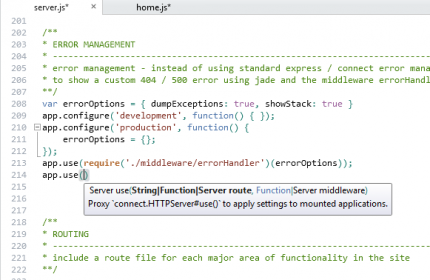 server.js* × home.js*
201
202 /**
203 * ERROR MANAGEMENT
204 * -----------------------------------------------------------------
205 * error management - instead of using standard express / connect error mana
206 * to show a custom 404 / 500 error using jade and the middleware errorHandl
207 **/
208 var errorOptions = { dumpExceptions: true, showStack: true }
209 app.configure('development', function() { });
210 app.configure('production', function() {
211 errorOptions = {};
212 });
213 app.use(require('./middleware/errorHandler')(errorOptions));
214 app.use()
215 Server use(String|Function|Server route, Function|Server middleware)
216 Proxy `connect.HTTPServer#use()` to apply settings to mounted applications.
217
218 /**
219 * ROUTING
220 * -----------------------------------------------------------------
221 * include a route file for each major area of functionality in the site
222 **/